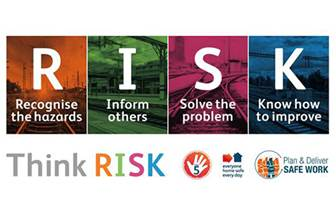 R I S K
Recognise the hazards
Inform others
Solve the problem
Know how to improve
Think RISK
5
everyone home safe every day
Plan & Deliver
SAFE WORK